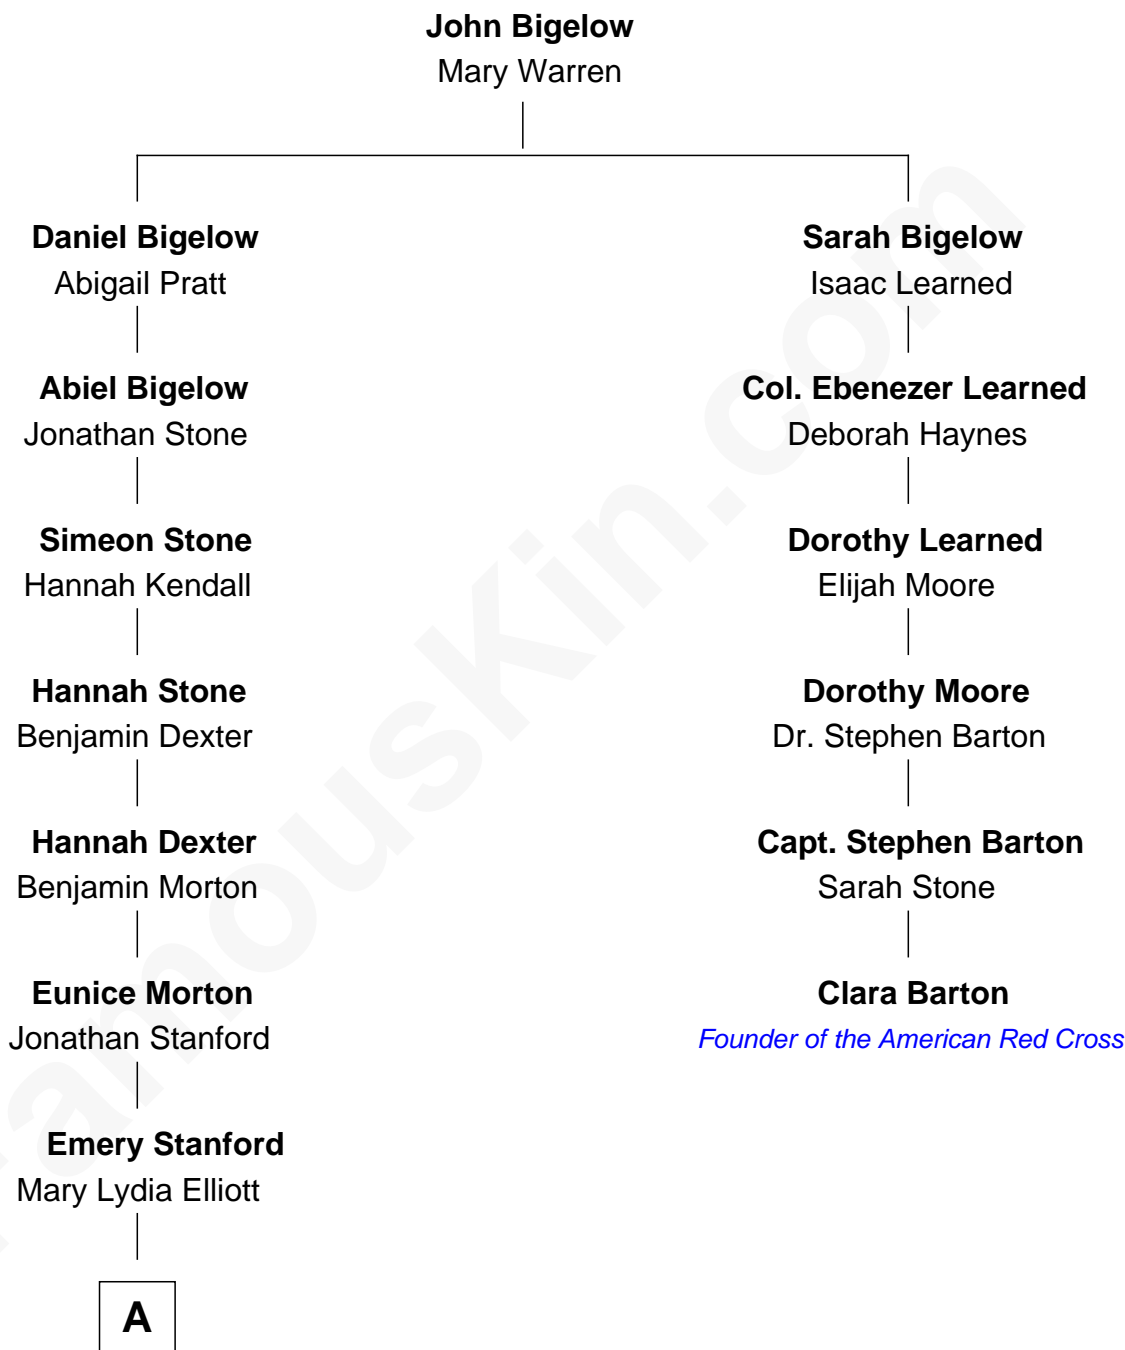 John Bigelow
Mary Warren
Daniel Bigelow
Abigail Pratt
Sarah Bigelow
Isaac Learned
Abiel Bigelow
Jonathan Stone
Col. Ebenezer Learned
Deborah Haynes
Simeon Stone
Hannah Kendall
Dorothy Learned
Elijah Moore
Hannah Stone
Benjamin Dexter
Dorothy Moore
Dr. Stephen Barton
Hannah Dexter
Benjamin Morton
Capt. Stephen Barton
Sarah Stone
Eunice Morton
Jonathan Stanford
Clara Barton
Founder of the American Red Cross
Emery Stanford
Mary Lydia Elliott
A
FamousKin.com